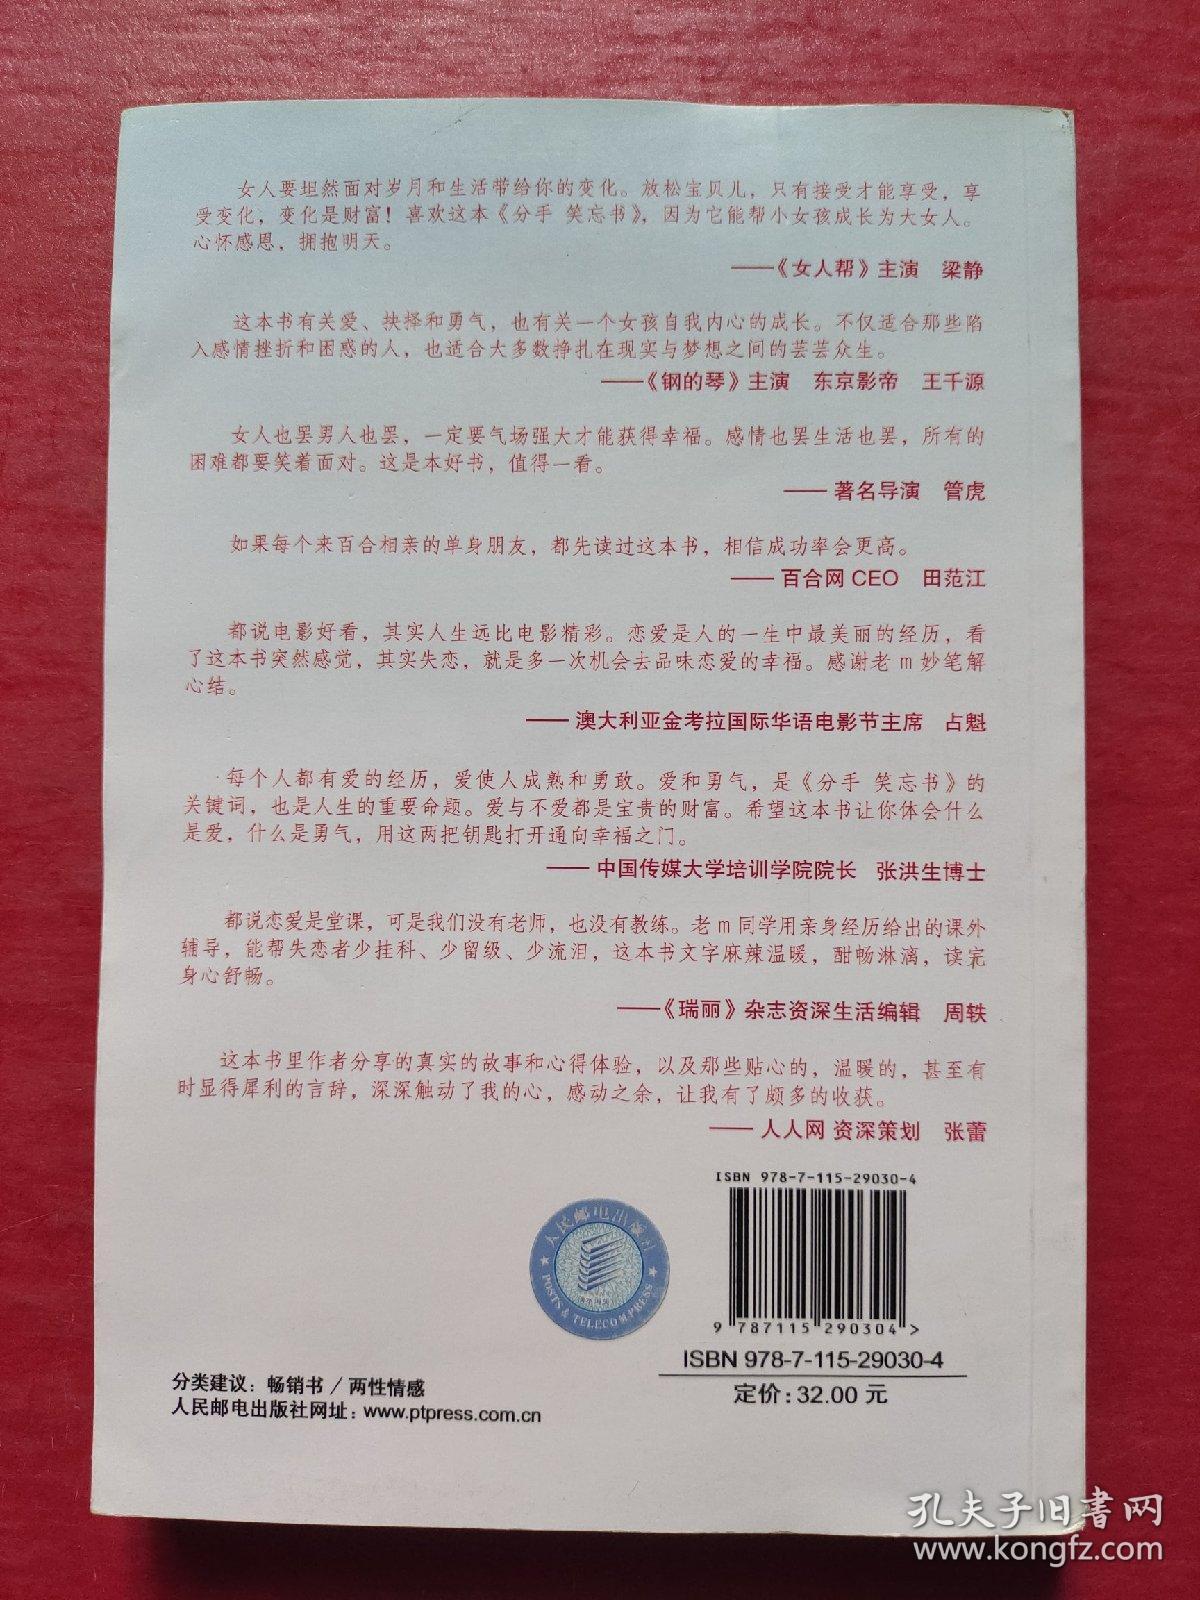 女人要坦然面对岁月和生活带给你的变化。放松宝贝儿，只有接受才能享受，享
受变化，变化是财富！喜欢这本《分手 笑忘书》，因为它能帮小女孩成长为大女人。
心怀感恩，拥抱明天。
——《女人帮》主演 梁静
这本书有关爱、抉择和勇气，也有关一个女孩自我内心的成长。不仅适合那些陷
入感情挫折和困惑的人，也适合大多数挣扎在现实与梦想之间的芸芸众生。
——《钢的琴》主演 东京影帝 王千源
女人也罢男人也罢，一定要气场强大才能获得幸福。感情也罢生活也罢，所有的
困难都要笑着面对。这是本好书，值得一看。
——著名导演 管虎
如果每个来百合相亲的单身朋友，都先读过这本书，相信成功率会更高。
——百合网 CEO 田范江
都说电影好看，其实人生远比电影精彩。恋爱是人的一生中最美丽的经历，看
了这本书突然感觉，其实失恋，就是多一次机会去品味恋爱的幸福。感谢老 m 妙笔解
心结。
——澳大利亚金考拉国际华语电影节主席 占魁
每个人都有爱的经历，爱使人成熟和勇敢。爱和勇气，是《分手 笑忘书》的
关键词，也是人生的重要命题。爱与不爱都是宝贵的财富。希望这本书让你体会什么
是爱，什么是勇气，用这两把钥匙打开通向幸福之门。
——中国传媒大学培训学院院长 张洪生博士
都说恋爱是堂课，可是我们没有老师，也没有教练。老 m 同学用亲身经历给出的课外
辅导，能帮失恋者少挂科、少留级、少流泪，这本书文字麻辣温暖，酣畅淋漓，读完
身心舒畅。
——《瑞丽》杂志资深生活编辑 周轶
这本书里作者分享的真实的故事和心得体验，以及那些贴心的，温暖的，甚至有
时显得犀利的言辞，深深触动了我的心，感动之余，让我有了颇多的收获。
——人人网 资深策划 张蕾
ISBN 978-7-115-29030-4
人民邮电出版社
POSTS & TELECOM PRESS
9 787115 290304 >
ISBN 978-7-115-29030-4
定价：32.00 元
分类建议：畅销书 / 两性情感
人民邮电出版社网址：www.ptpress.com.cn
孔夫子旧书网
www.kongfz.com